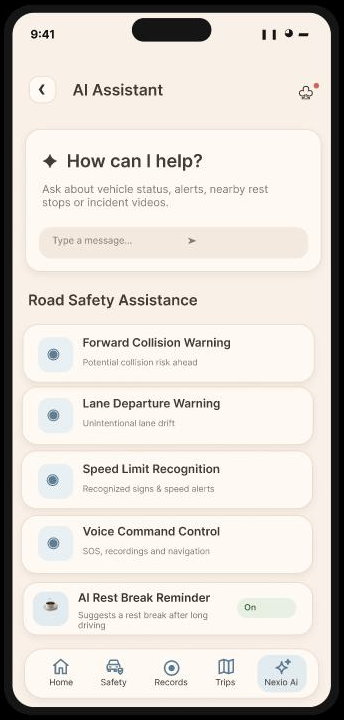 9:41
AI Assistant
How can I help?
Ask about vehicle status, alerts, nearby rest
stops or incident videos.
Type a message...
Road Safety Assistance
Forward Collision Warning
Potential collision risk ahead
Lane Departure Warning
Unintentional lane drift
Speed Limit Recognition
Recognized signs & speed alerts
Voice Command Control
SOS, recordings and navigation
AI Rest Break Reminder
Suggests a rest break after long
driving
On
Home
Safety
Records
Trips
Nexio Ai